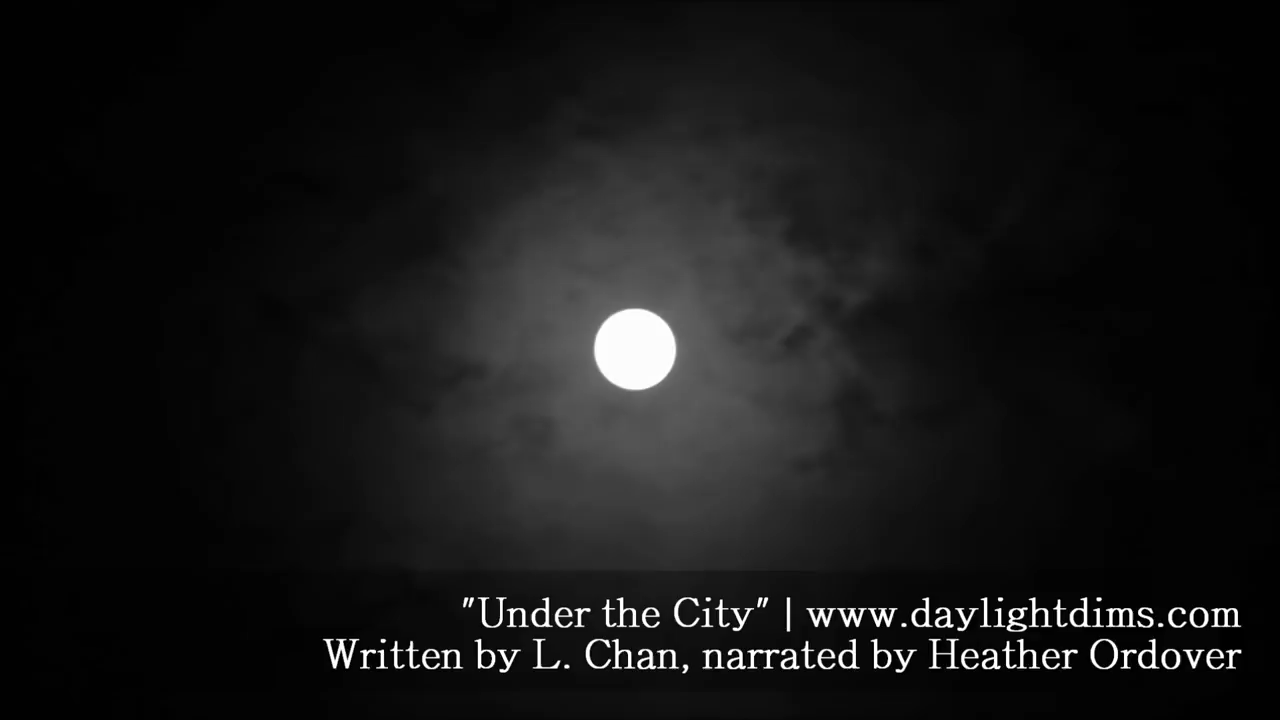 "Under the City" | www.daylightdims.com
Written by L. Chan, narrated by Heather Ordover